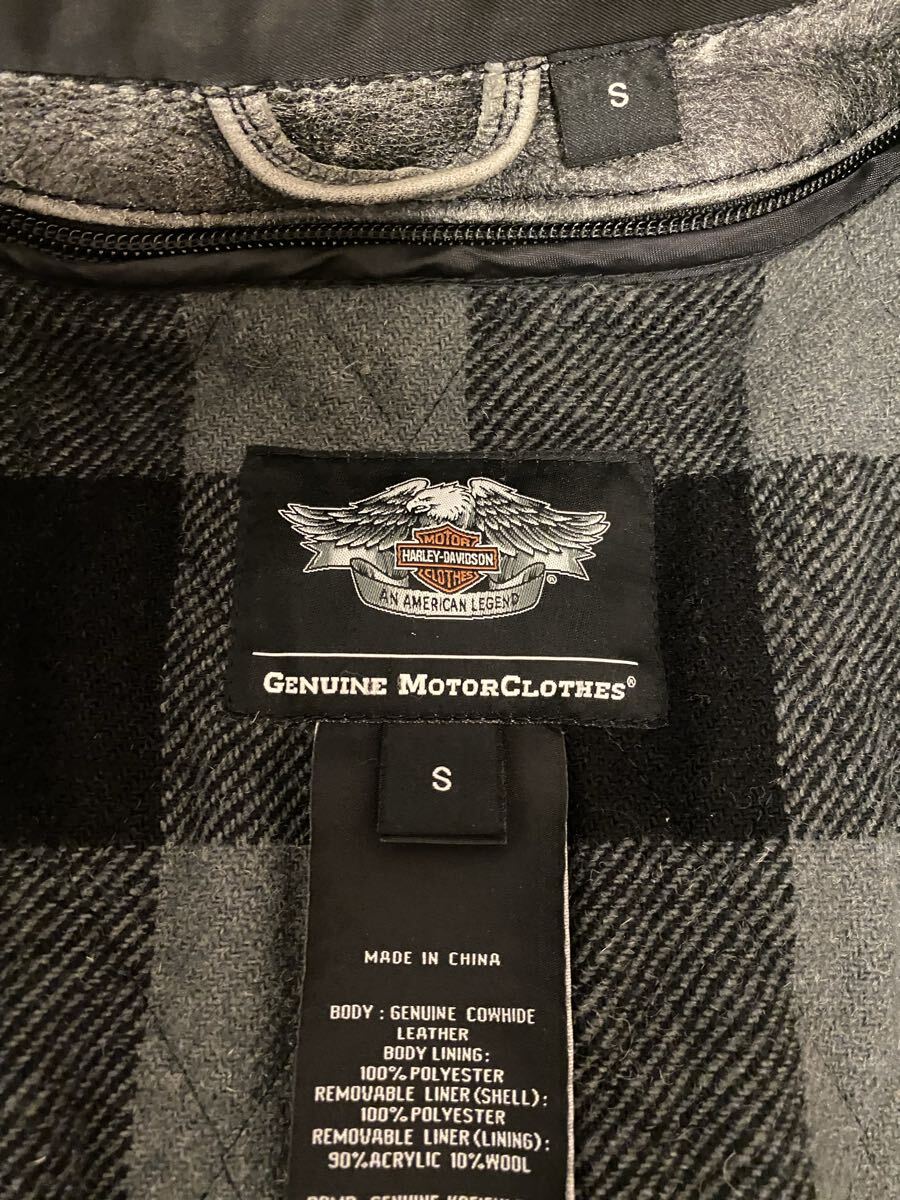 S
MOTOR
HARLEY-DAVIDSON
CLOTHES
®
AN AMERICAN LEGEND
GENUINE MOTORCLOTHES®
S
MADE IN CHINA
BODY : GENUINE COWHIDE
LEATHER
BODY LINING:
100% POLYESTER
REMOVABLE LINER (SHELL):
100% POLYESTER
REMOVABLE LINER (LINING):
90% ACRYLIC 10% WOOL